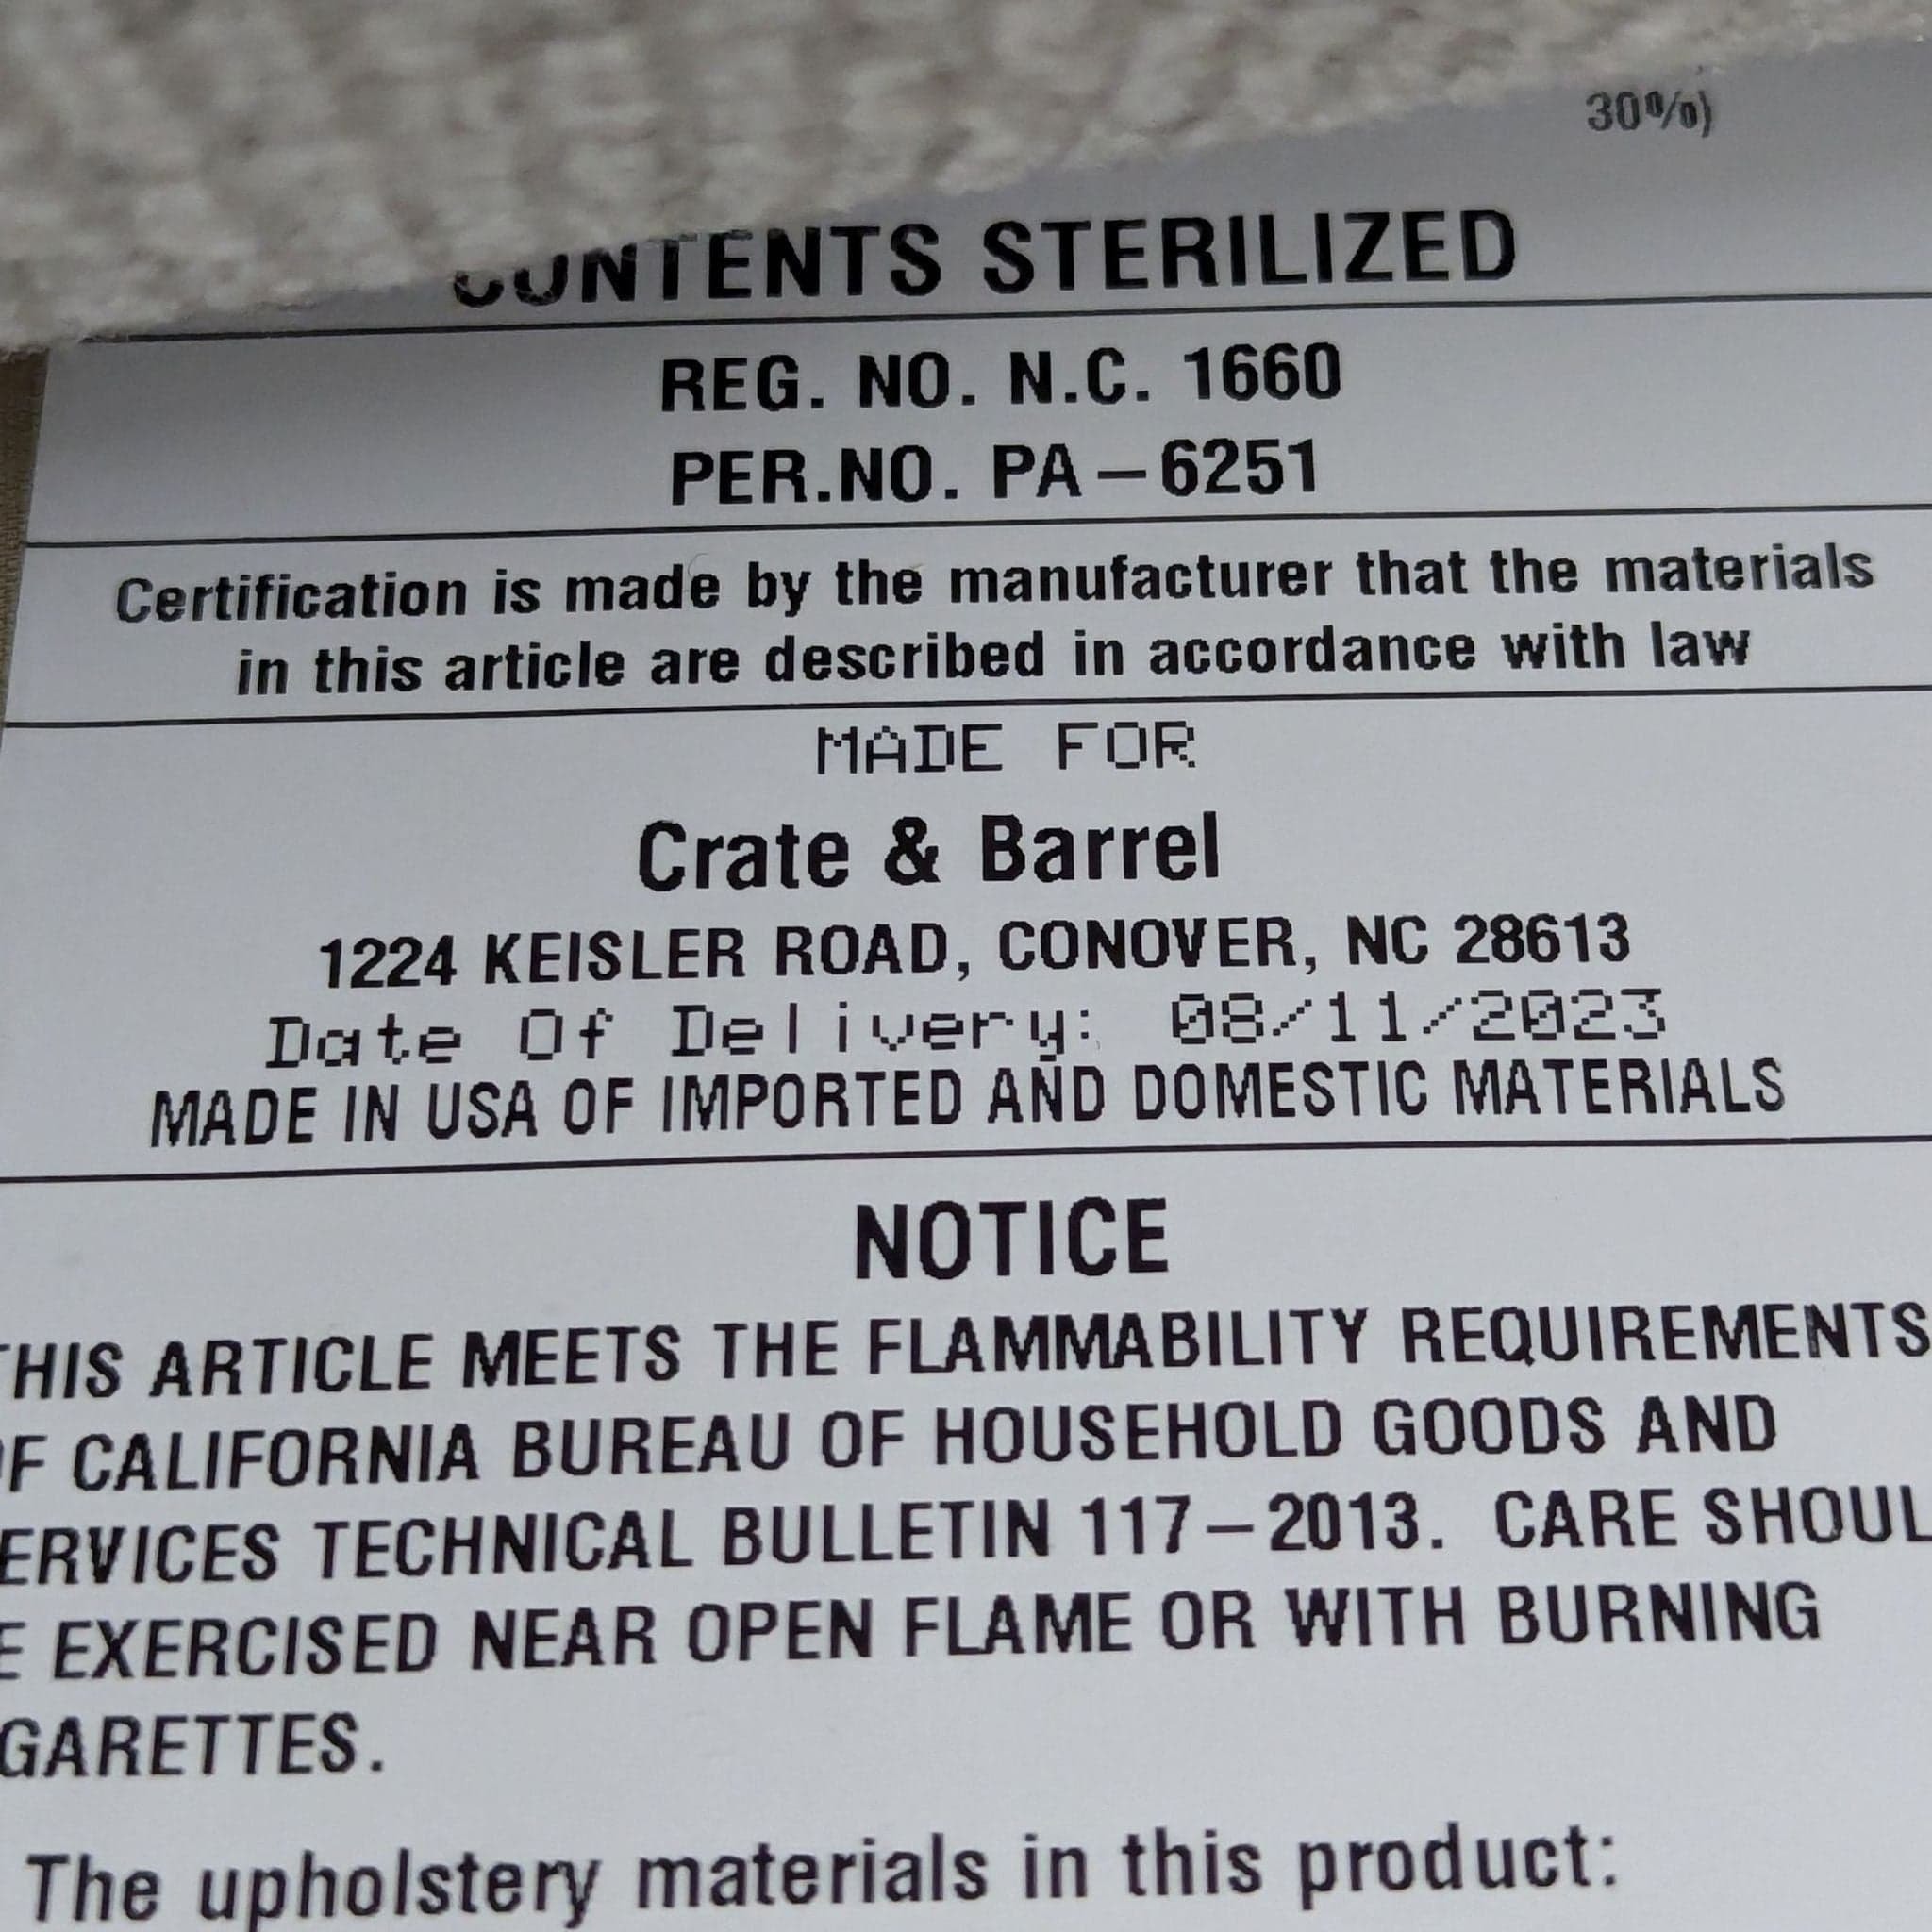 30%)
CONTENTS STERILIZED
REG. NO. N.C. 1660
PER.NO. PA–6251
Certification is made by the manufacturer that the materials
in this article are described in accordance with law
MADE FOR
Crate & Barrel
1224 KEISLER ROAD, CONOVER, NC 28613
Date Of Delivery: 08/11/2023
MADE IN USA OF IMPORTED AND DOMESTIC MATERIALS
NOTICE
THIS ARTICLE MEETS THE FLAMMABILITY REQUIREMENTS
OF CALIFORNIA BUREAU OF HOUSEHOLD GOODS AND
ERVICES TECHNICAL BULLETIN 117–2013. CARE SHOUL
E EXERCISED NEAR OPEN FLAME OR WITH BURNING
GARETTES.
The upholstery materials in this product: